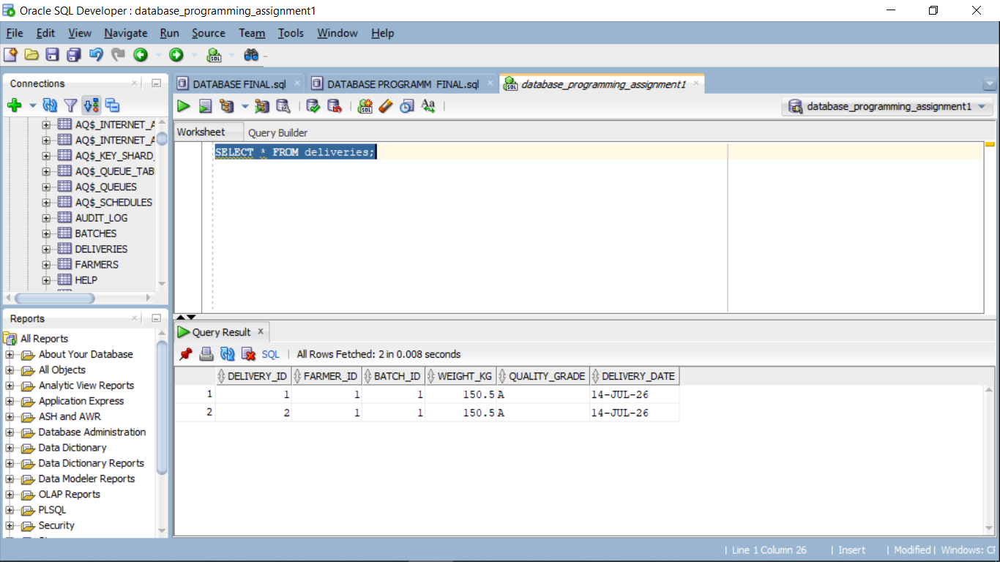 Oracle SQL Developer : database_programming_assignment1
File Edit View Navigate Run Source Team Tools Window Help
Connections
AQ$_INTERNET_A
AQ$_INTERNET_A
AQ$_KEY_SHARD_
AQ$_QUEUE_TAB
AQ$_QUEUES
AQ$_SCHEDULES
AUDIT_LOG
BATCHES
DELIVERIES
FARMERS
HELP
Reports
All Reports
About Your Database
All Objects
Analytic View Reports
Application Express
ASH and AWR
Database Administration
Data Dictionary
Data Dictionary Reports
Data Modeler Reports
OLAP Reports
PLSQL
Security
DATABASE FINAL.sql DATABASE PROGRAMM FINAL.sql database_programming_assignment1
database_programming_assignment1
Worksheet Query Builder
SELECT * FROM deliveries;
Query Result
SQL | All Rows Fetched: 2 in 0.008 seconds
DELIVERY_ID FARMER_ID BATCH_ID WEIGHT_KG QUALITY_GRADE DELIVERY_DATE
1 1 1 1 150.5 A 14-JUL-26
2 2 1 1 150.5 A 14-JUL-26
| Line 1 Column 26 | Insert | Modified | Windows: CF